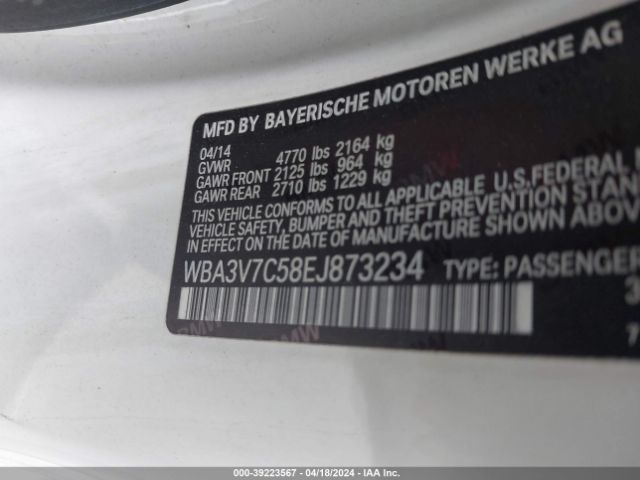 MFD BY BAYERISCHE MOTOREN WERKE AG
04/14
GVWR 4770 lbs 2164 kg
GAWR FRONT 2125 lbs 964 kg
GAWR REAR 2710 lbs 1229 kg
THIS VEHICLE CONFORMS TO ALL APPLICABLE U.S.FEDERAL
VEHICLE SAFETY, BUMPER AND THEFT PREVENTION STAN
IN EFFECT ON THE DATE OF MANUFACTURE SHOWN ABOV
WBA3V7C58EJ873234 TYPE: PASSENGER
3
7
000-39223567 - 04/18/2024 - IAA Inc.